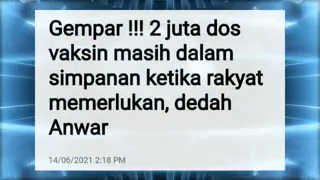 Gempar !!! 2 juta dos
vaksin masih dalam
simpanan ketika rakyat
memerlukan, dedah
Anwar
14/06/2021 2:18 PM